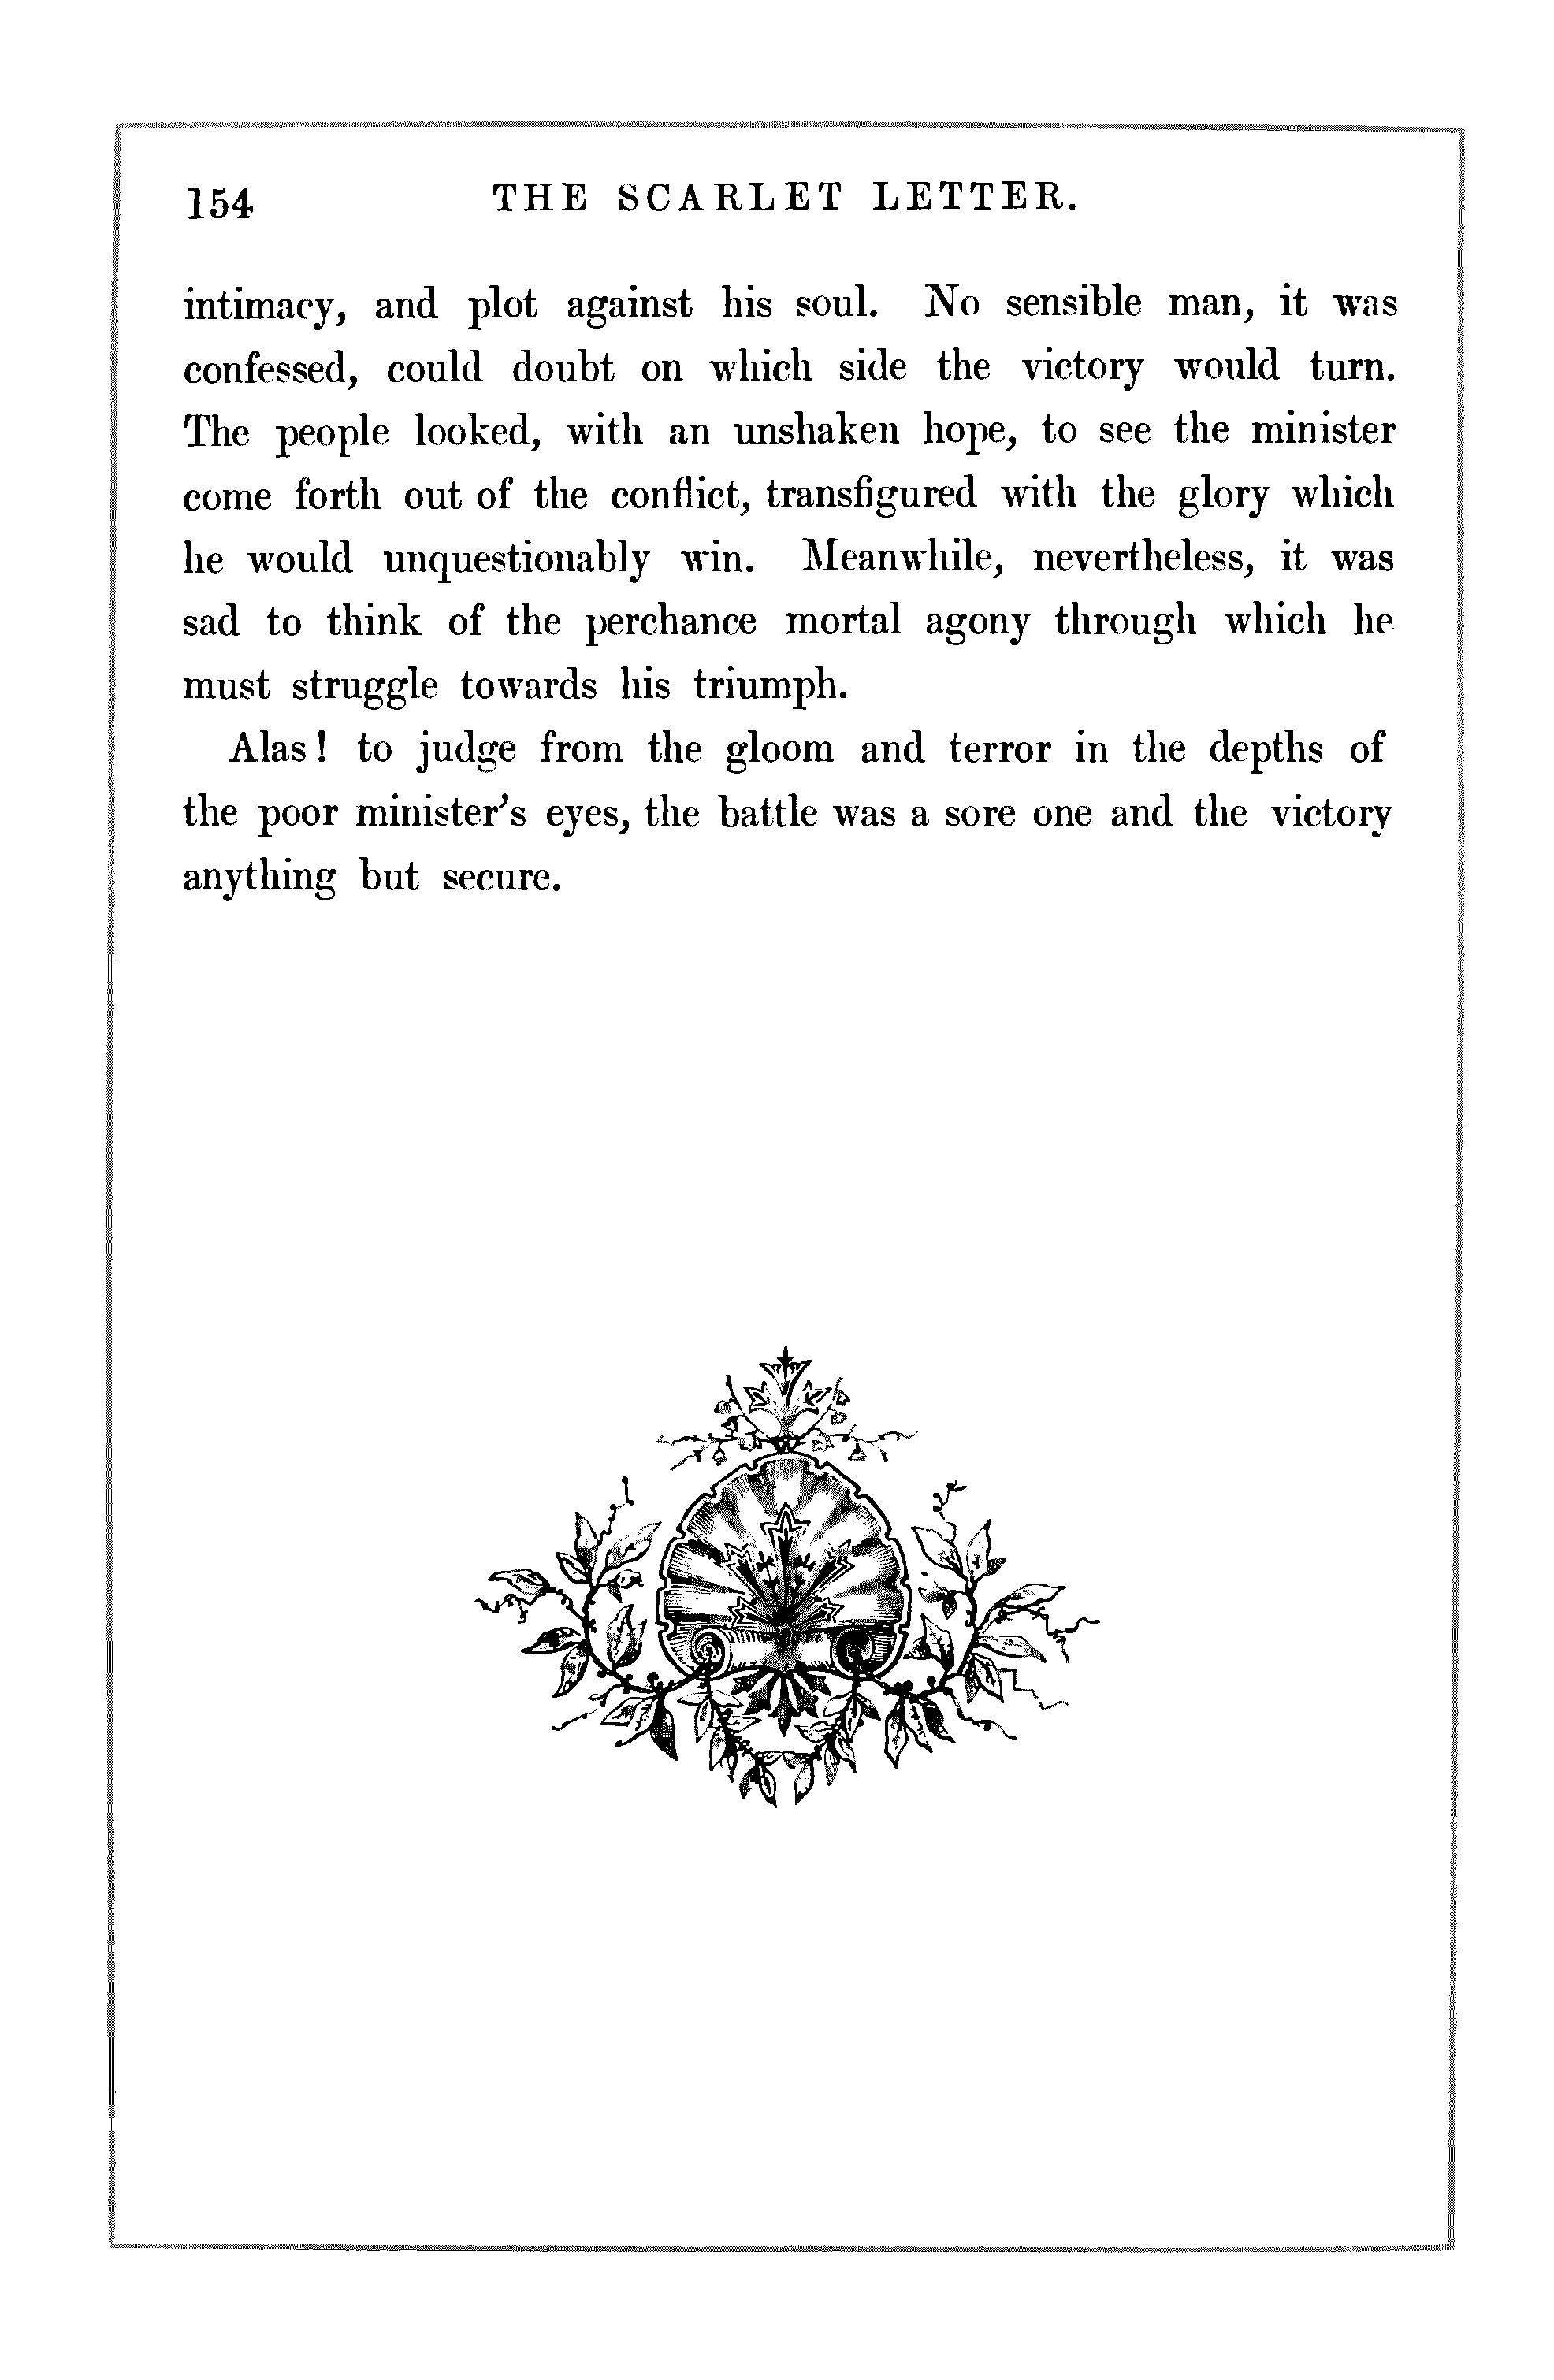 154 THE SCARLET LETTER.
intimacy, and plot against his soul. No sensible man, it was
confessed, could doubt on which side the victory would turn.
The people looked, with an unshaken hope, to see the minister
come forth out of the conflict, transfigured with the glory which
he would unquestionably win. Meanwhile, nevertheless, it was
sad to think of the perchance mortal agony through which he
must struggle towards his triumph.
Alas! to judge from the gloom and terror in the depths of
the poor minister's eyes, the battle was a sore one and the victory
anything but secure.